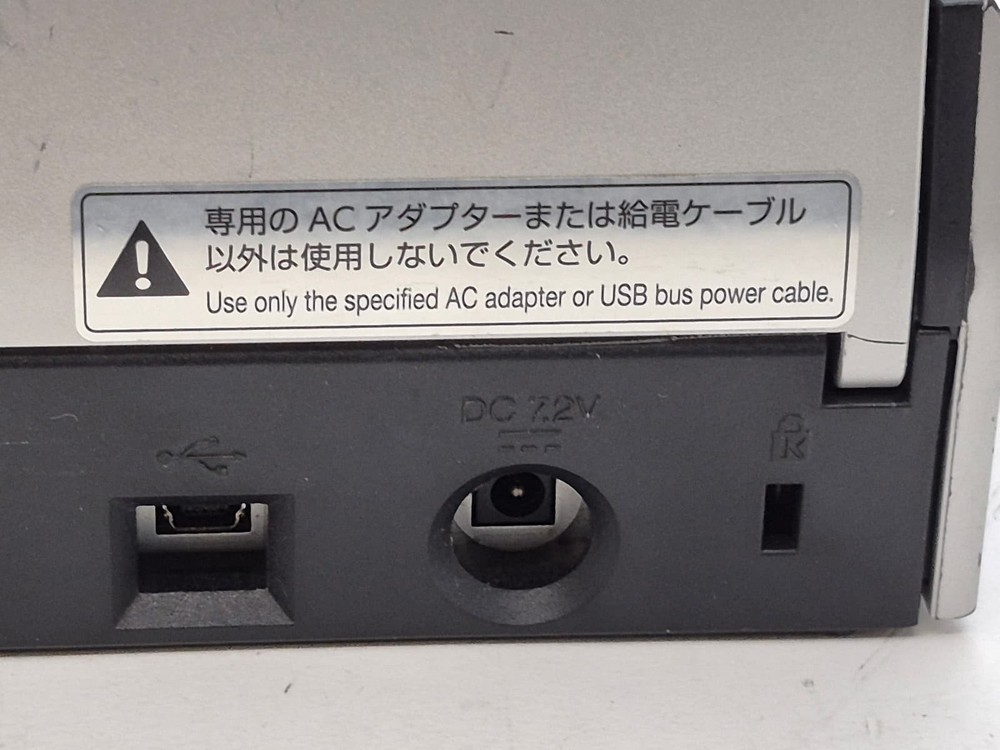 専用のACアダプターまたは給電ケーブル
以外は使用しないでください。
Use only the specified AC adapter or USB bus power cable.
DC 7.2V
K